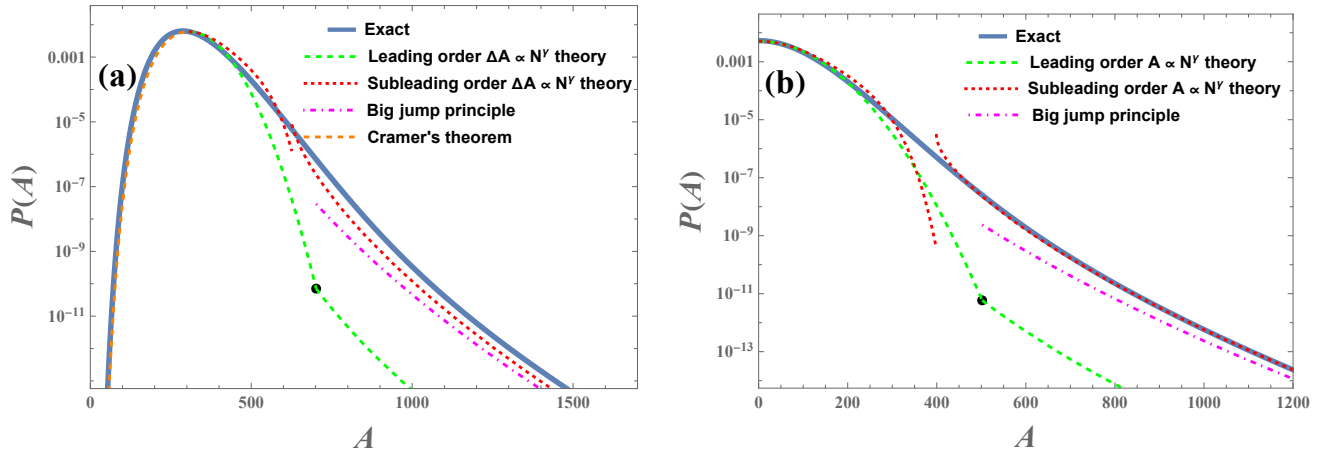 (a)
Exact
Leading order ΔA ∝ N^γ theory
Subleading order ΔA ∝ N^γ theory
Big jump principle
Cramer's theorem
P(A)
0.001
10^-5
10^-7
10^-9
10^-11
0 500 1000 1500
A
(b)
Exact
Leading order A ∝ N^γ theory
Subleading order A ∝ N^γ theory
Big jump principle
P(A)
0.001
10^-5
10^-7
10^-9
10^-11
10^-13
0 200 400 600 800 1000 1200
A